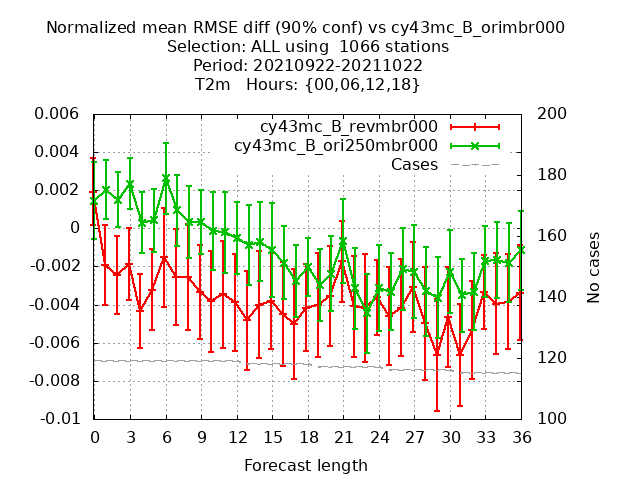 Normalized mean RMSE diff (90% conf) vs cy43mc_B_orimbr000
Selection: ALL using  1066 stations
Period: 20210922-20211022
T2m   Hours: {00,06,12,18}
cy43mc_B_revmbr000
cy43mc_B_ori250mbr000
Cases
0.006
0.004
0.002
0
-0.002
-0.004
-0.006
-0.008
-0.01
200
180
160
140
120
100
No cases
0 3 6 9 12 15 18 21 24 27 30 33 36
Forecast length